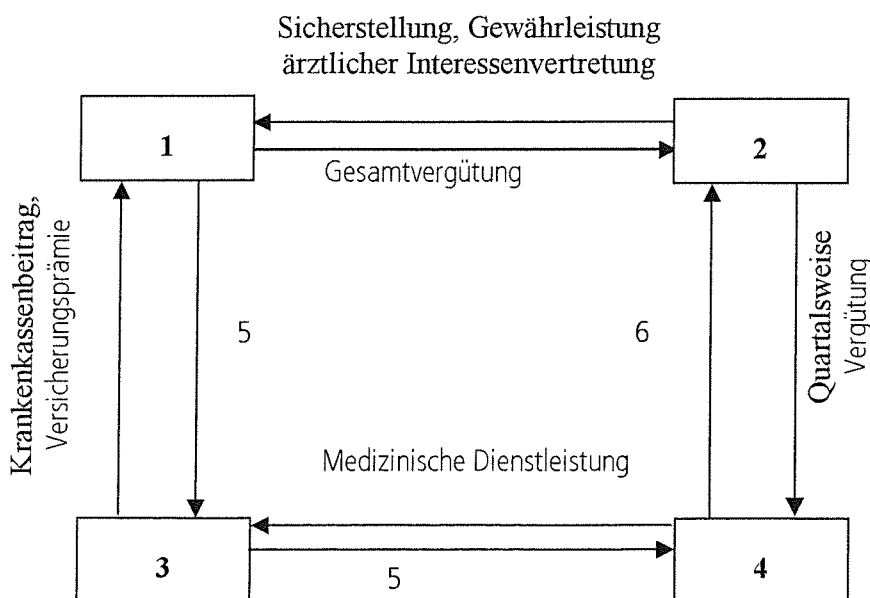 Sicherstellung, Gewährleistung
ärztlicher Interessenvertretung
1
2
Gesamtvergütung
Krankenkassenbeitrag,
Versicherungsprämie
5
6
Quartalsweise
Vergütung
Medizinische Dienstleistung
3
5
4